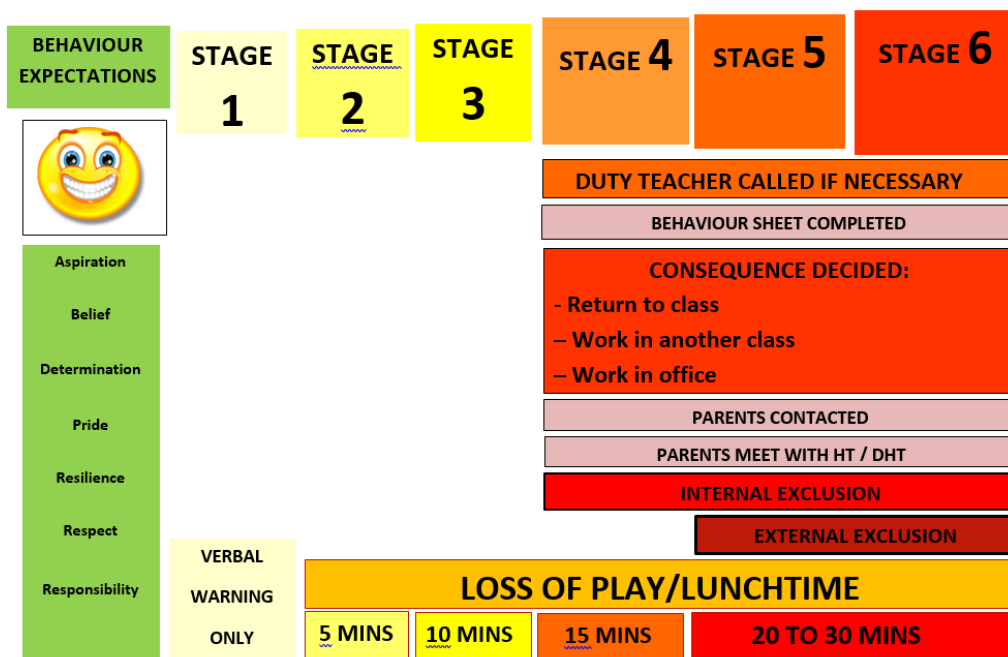 BEHAVIOUR
EXPECTATIONS
STAGE
1
STAGE
2
STAGE
3
STAGE 4
STAGE 5
STAGE 6
DUTY TEACHER CALLED IF NECESSARY
BEHAVIOUR SHEET COMPLETED
CONSEQUENCE DECIDED:
- Return to class
– Work in another class
– Work in office
PARENTS CONTACTED
PARENTS MEET WITH HT / DHT
INTERNAL EXCLUSION
EXTERNAL EXCLUSION
Aspiration
Belief
Determination
Pride
Resilience
Respect
Responsibility
VERBAL
WARNING
ONLY
LOSS OF PLAY/LUNCHTIME
5 MINS
10 MINS
15 MINS
20 TO 30 MINS